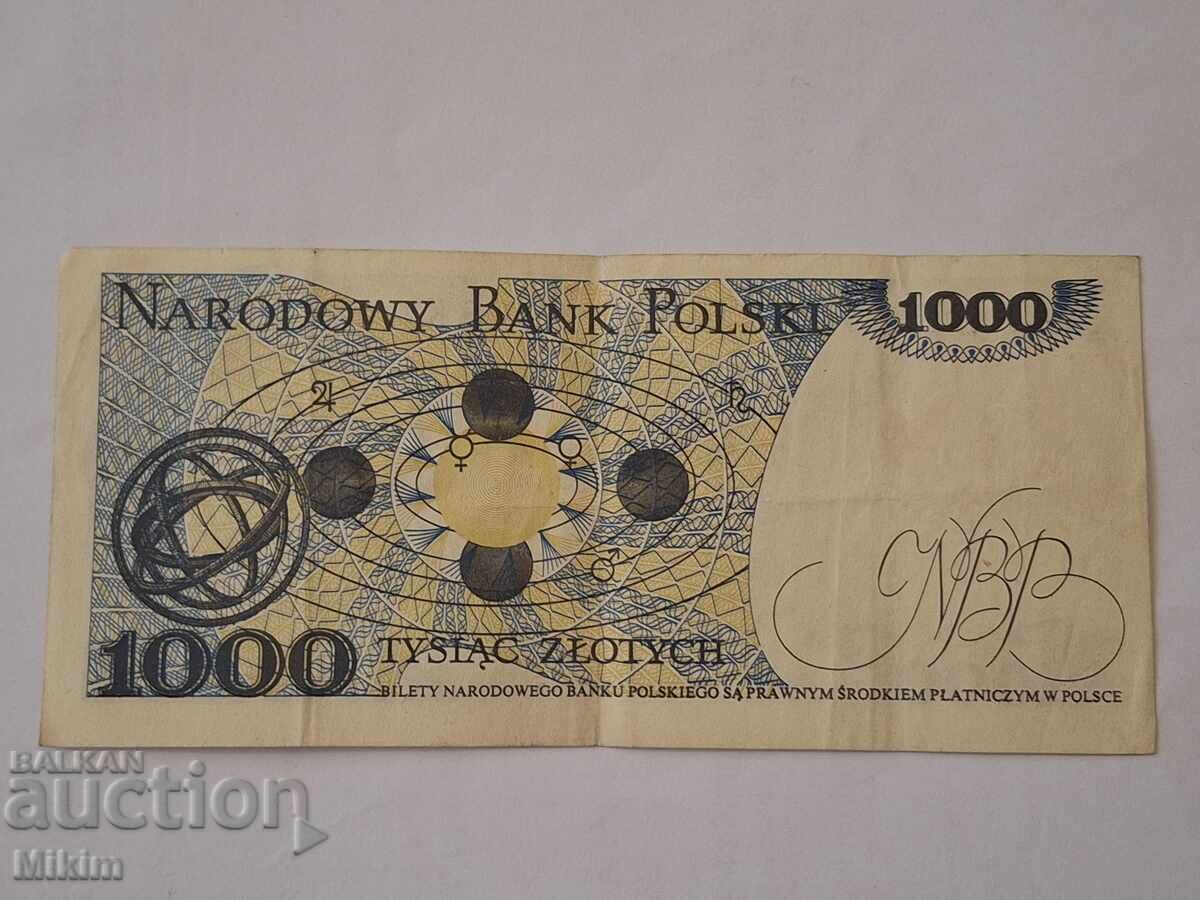 NARODOWY BANK POLSKI 1000
♃ ♄
☿ ♀
♂
NBP
1000 TYSIĄC ZŁOTYCH
BILETY NARODOWEGO BANKU POLSKIEGO SĄ PRAWNYM ŚRODKIEM PŁATNICZYM W POLSCE
BALKAN
auction
Mikim